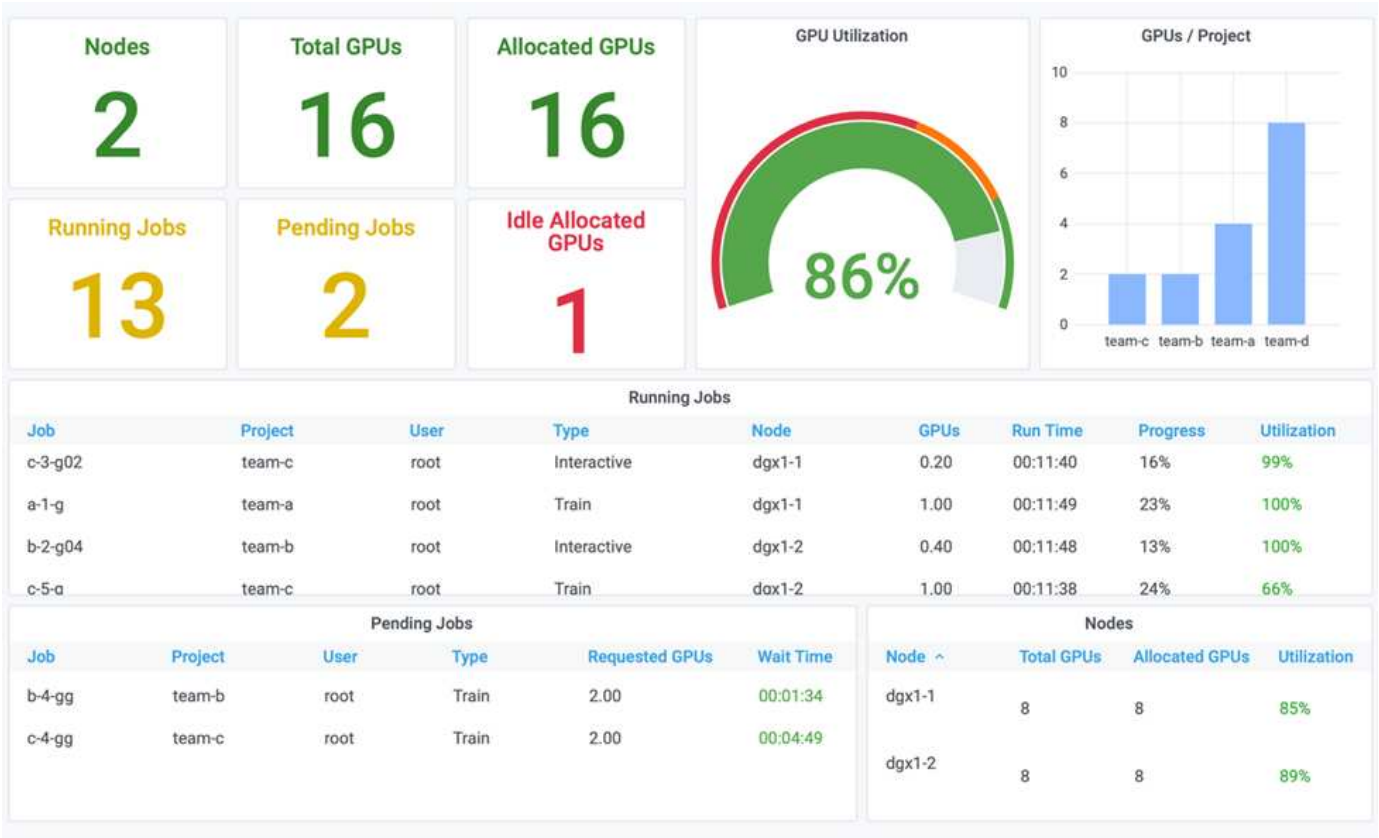 Nodes
2
Total GPUs
16
Allocated GPUs
16
Running Jobs
13
Pending Jobs
2
Idle Allocated
GPUs
1
GPU Utilization
86%
GPUs / Project
10
8
6
4
2
0
team-c team-b team-a team-d
Running Jobs
Job Project User Type Node GPUs Run Time Progress Utilization
c-3-g02 team-c root Interactive dgx1-1 0.20 00:11:40 16% 99%
a-1-g team-a root Train dgx1-1 1.00 00:11:49 23% 100%
b-2-g04 team-b root Interactive dgx1-2 0.40 00:11:48 13% 100%
c-5-g team-c root Train dgx1-2 1.00 00:11:38 24% 66%
Pending Jobs
Job Project User Type Requested GPUs Wait Time
b-4-gg team-b root Train 2.00 00:01:34
c-4-gg team-c root Train 2.00 00:04:49
Nodes
Node Total GPUs Allocated GPUs Utilization
dgx1-1 8 8 85%
dgx1-2 8 8 89%